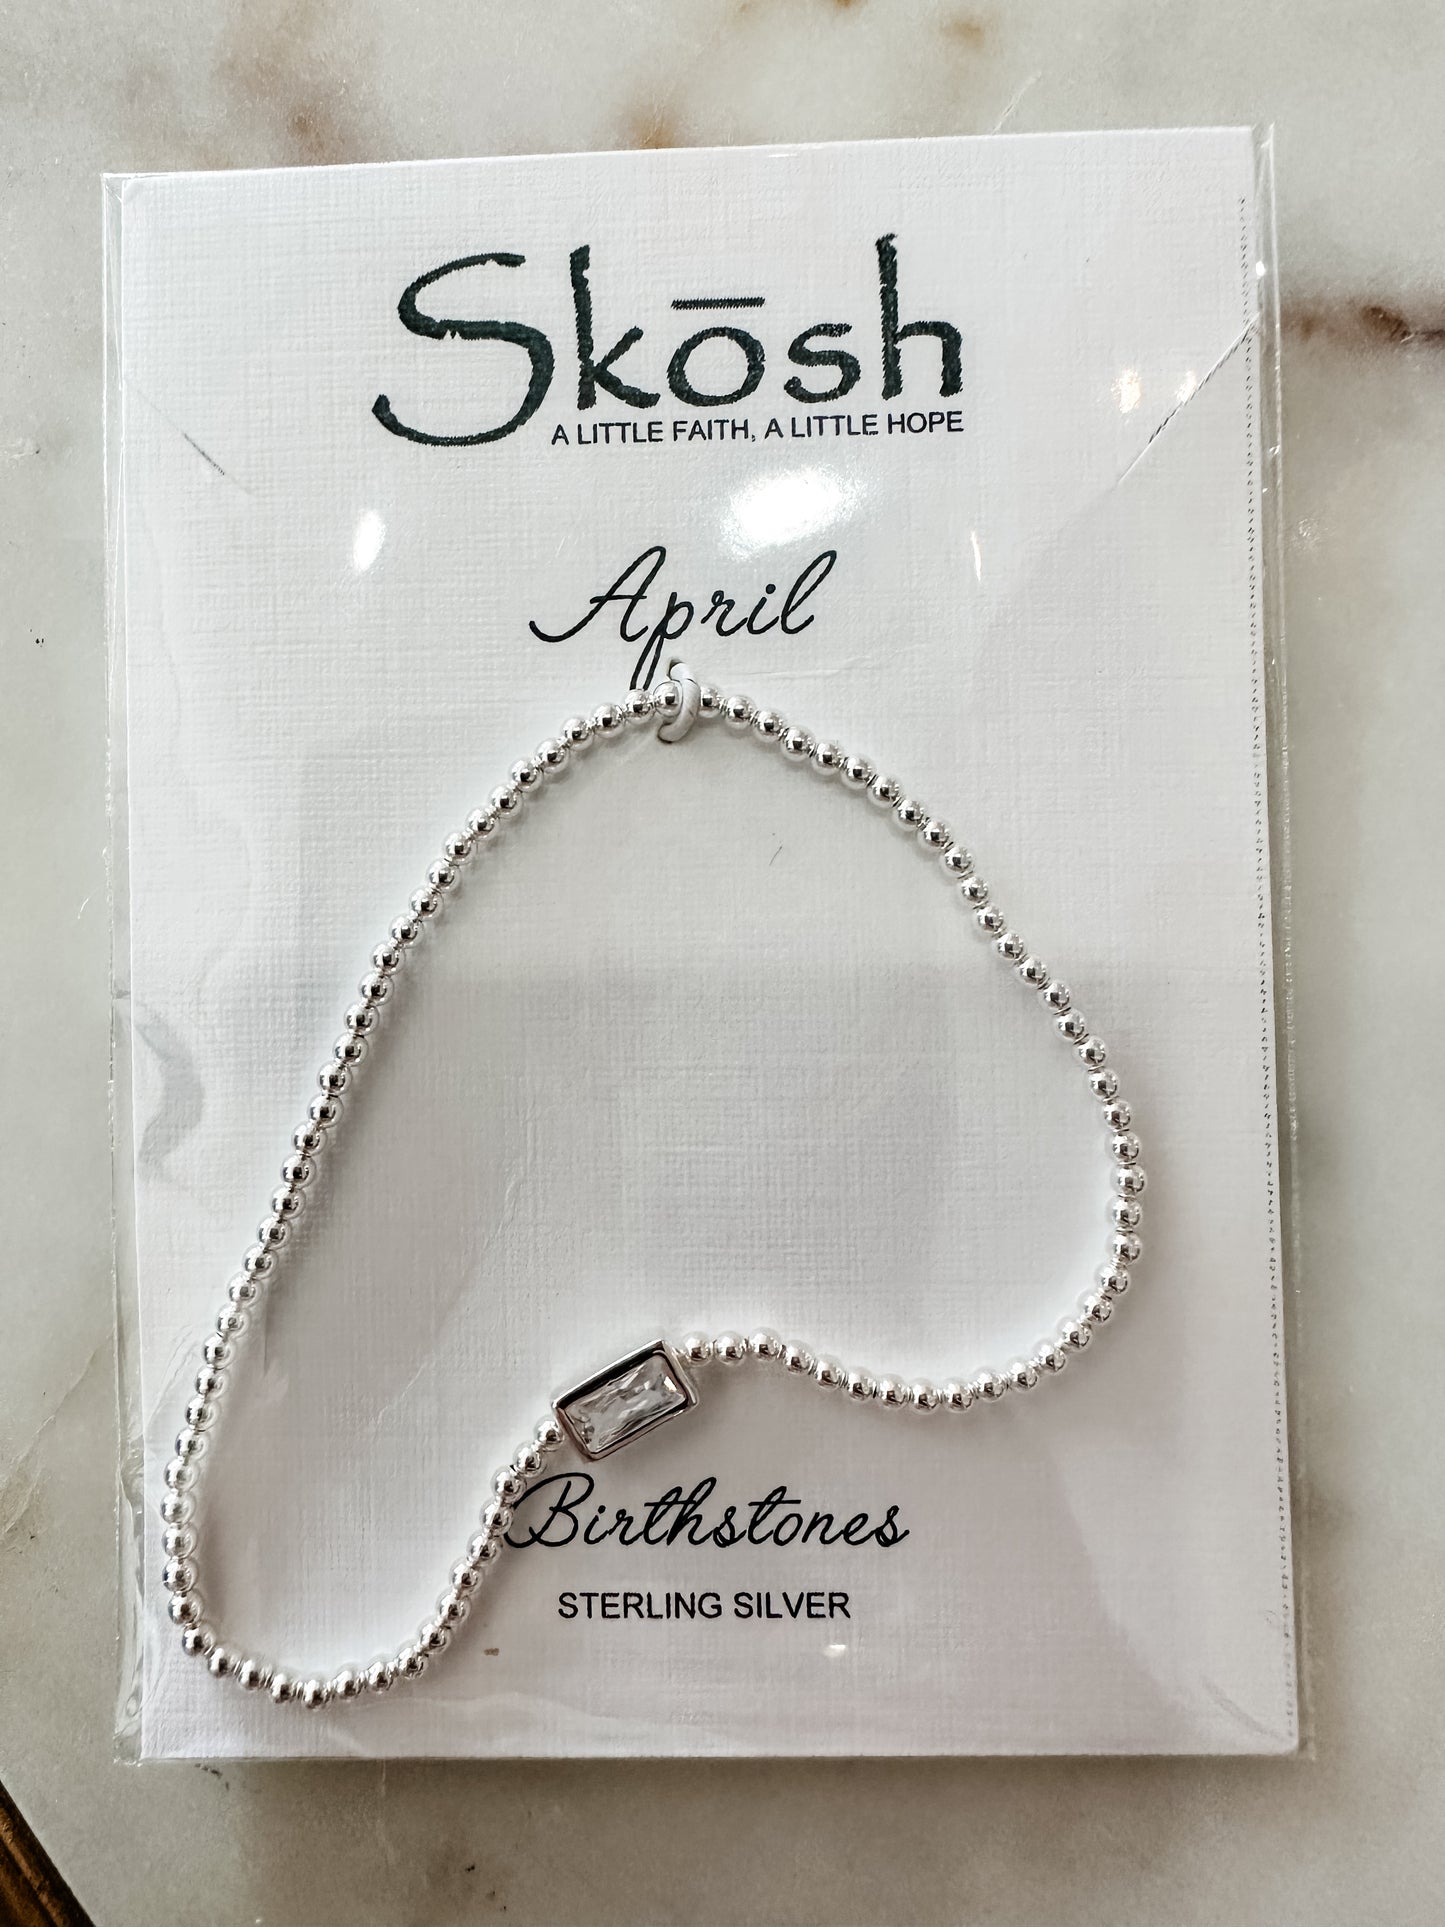 Skōsh
A LITTLE FAITH, A LITTLE HOPE
April
Birthstones
STERLING SILVER